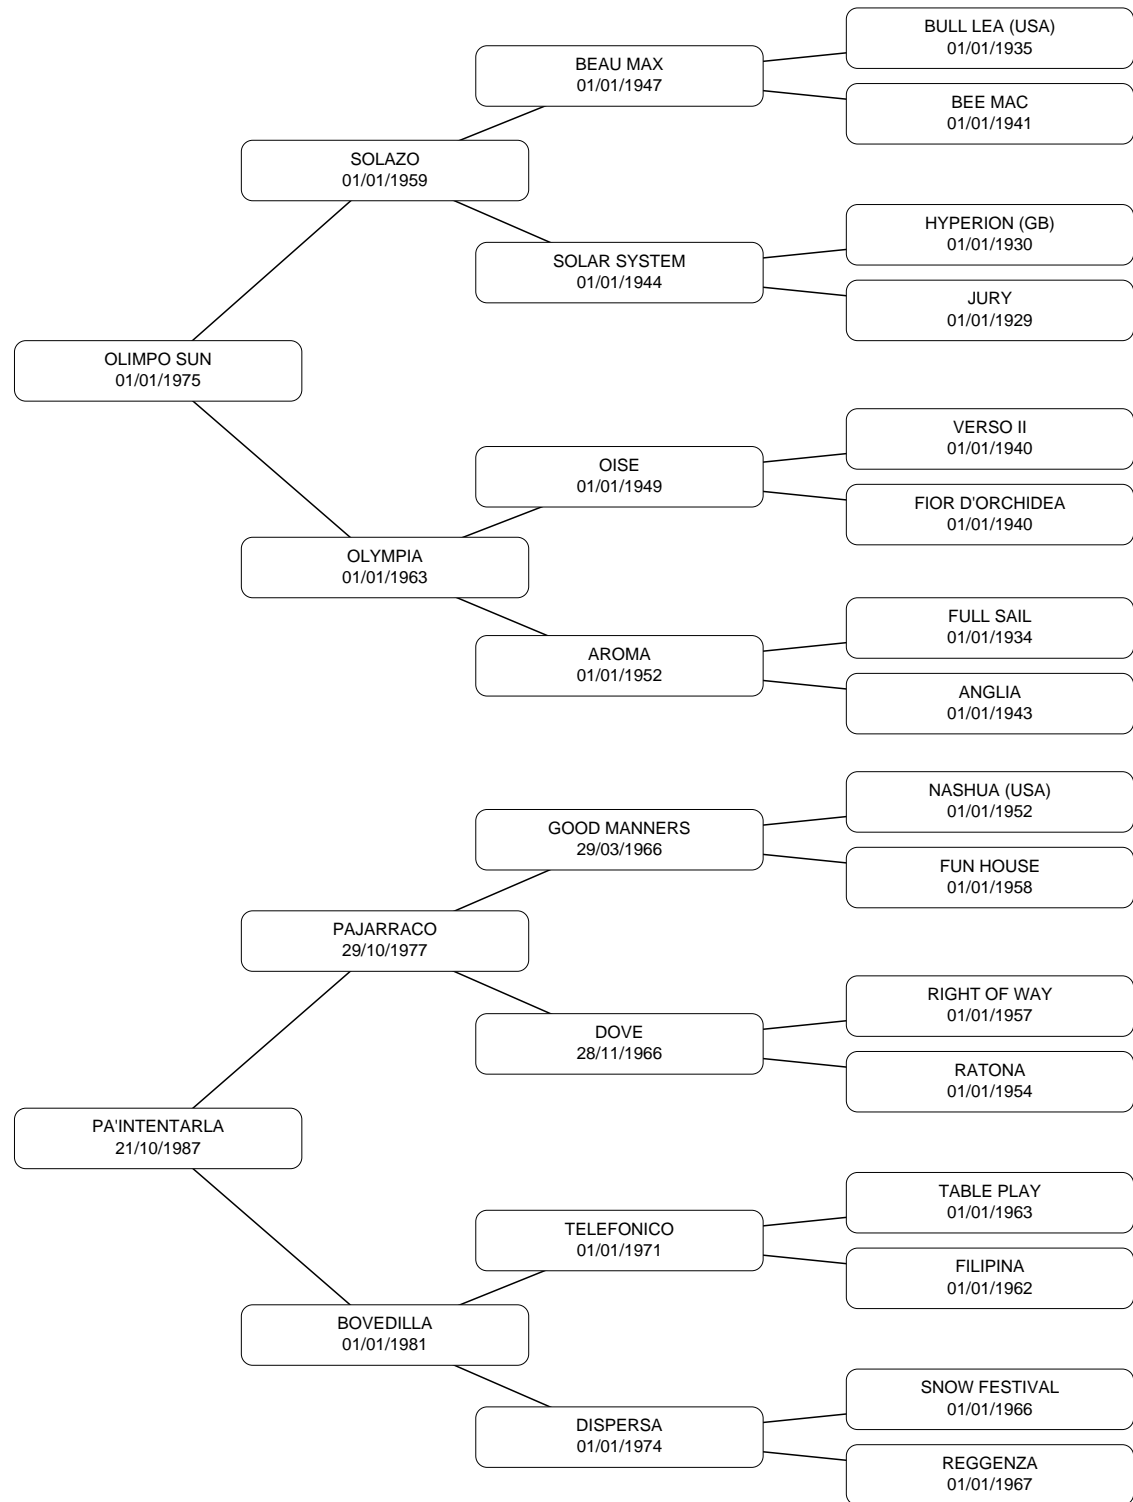 BULL LEA (USA)
01/01/1935
BEAU MAX
01/01/1947
BEE MAC
01/01/1941
SOLAZO
01/01/1959
HYPERION (GB)
01/01/1930
SOLAR SYSTEM
01/01/1944
JURY
01/01/1929
OLIMPO SUN
01/01/1975
VERSO II
01/01/1940
OISE
01/01/1949
FIOR D'ORCHIDEA
01/01/1940
OLYMPIA
01/01/1963
FULL SAIL
01/01/1934
AROMA
01/01/1952
ANGLIA
01/01/1943
NASHUA (USA)
01/01/1952
GOOD MANNERS
29/03/1966
FUN HOUSE
01/01/1958
PAJARRACO
29/10/1977
RIGHT OF WAY
01/01/1957
DOVE
28/11/1966
RATONA
01/01/1954
PA'INTENTARLA
21/10/1987
TABLE PLAY
01/01/1963
TELEFONICO
01/01/1971
FILIPINA
01/01/1962
BOVEDILLA
01/01/1981
SNOW FESTIVAL
01/01/1966
DISPERSA
01/01/1974
REGGENZA
01/01/1967